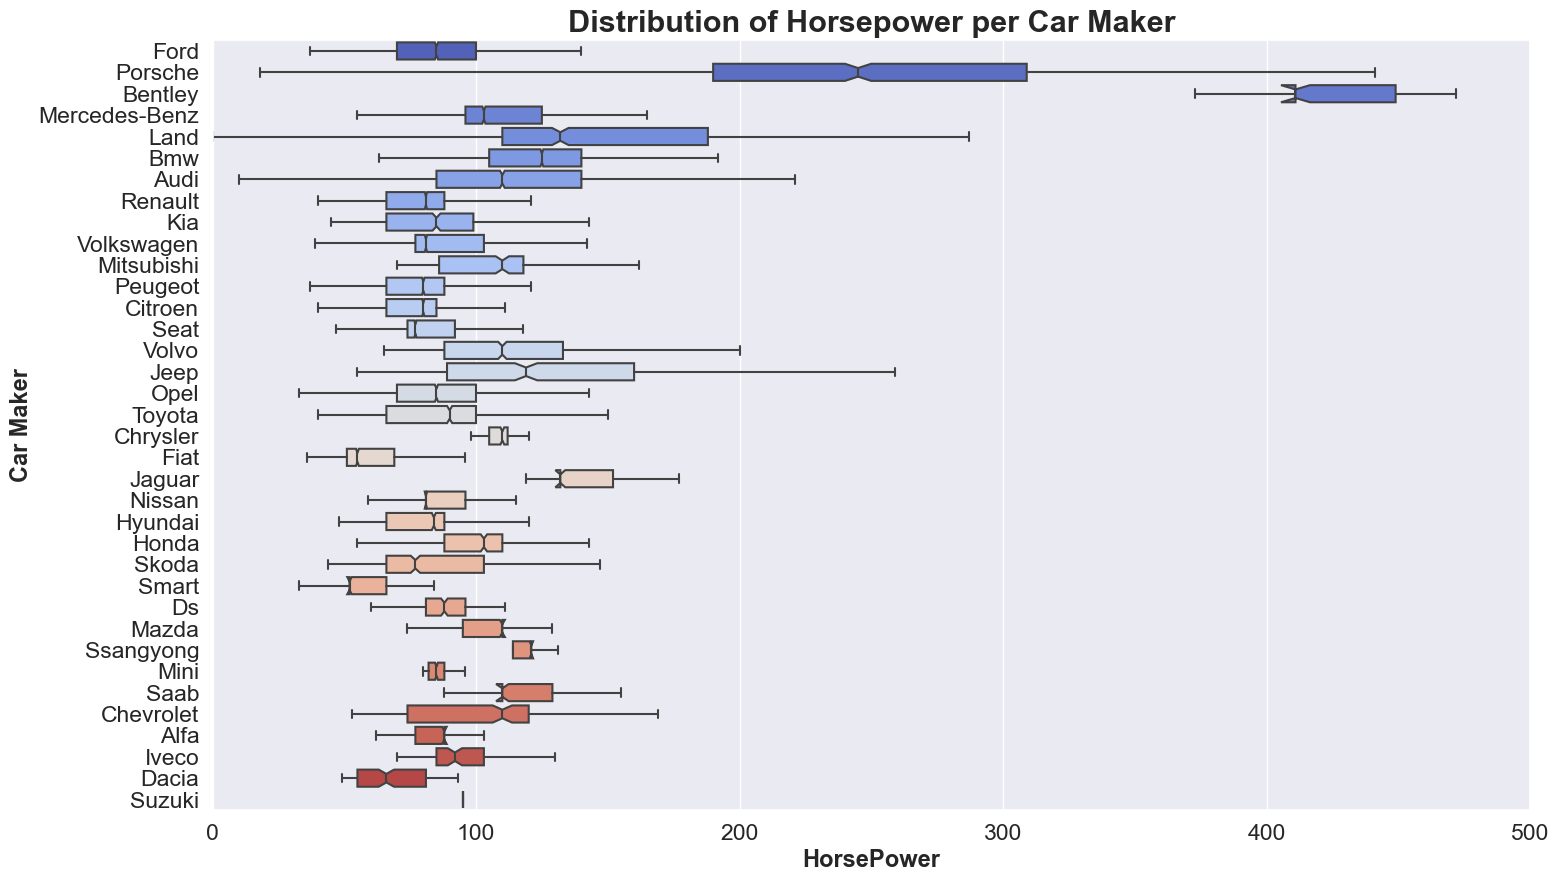 Distribution of Horsepower per Car Maker
Ford
Porsche
Bentley
Mercedes-Benz
Land
Bmw
Audi
Renault
Kia
Volkswagen
Mitsubishi
Peugeot
Citroen
Seat
Volvo
Jeep
Opel
Toyota
Chrysler
Fiat
Jaguar
Nissan
Hyundai
Honda
Skoda
Smart
Ds
Mazda
Ssangyong
Mini
Saab
Chevrolet
Alfa
Iveco
Dacia
Suzuki
Car Maker
0 100 200 300 400 500
HorsePower